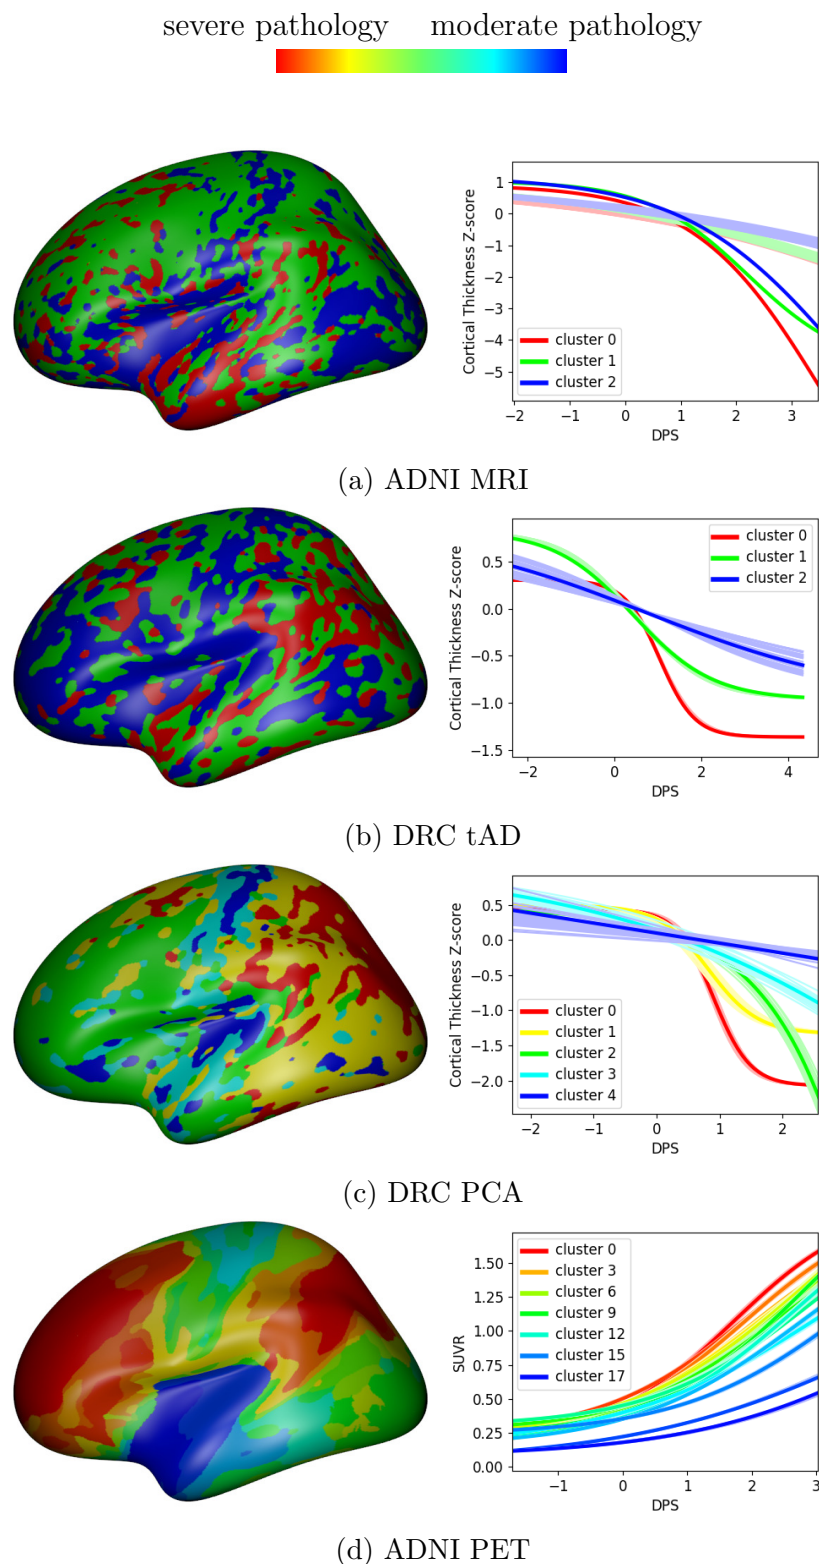 severe pathology moderate pathology
1
0
−1
−2
−3
−4
−5
Cortical Thickness Z-score
cluster 0
cluster 1
cluster 2
−2 −1 0 1 2 3
DPS
(a) ADNI MRI
0.5
0.0
−0.5
−1.0
−1.5
Cortical Thickness Z-score
cluster 0
cluster 1
cluster 2
−2 0 2 4
DPS
(b) DRC tAD
0.5
0.0
−0.5
−1.0
−1.5
−2.0
Cortical Thickness Z-score
cluster 0
cluster 1
cluster 2
cluster 3
cluster 4
−2 −1 0 1 2
DPS
(c) DRC PCA
1.50
1.25
1.00
0.75
0.50
0.25
0.00
SUVR
cluster 0
cluster 3
cluster 6
cluster 9
cluster 12
cluster 15
cluster 17
−1 0 1 2 3
DPS
(d) ADNI PET